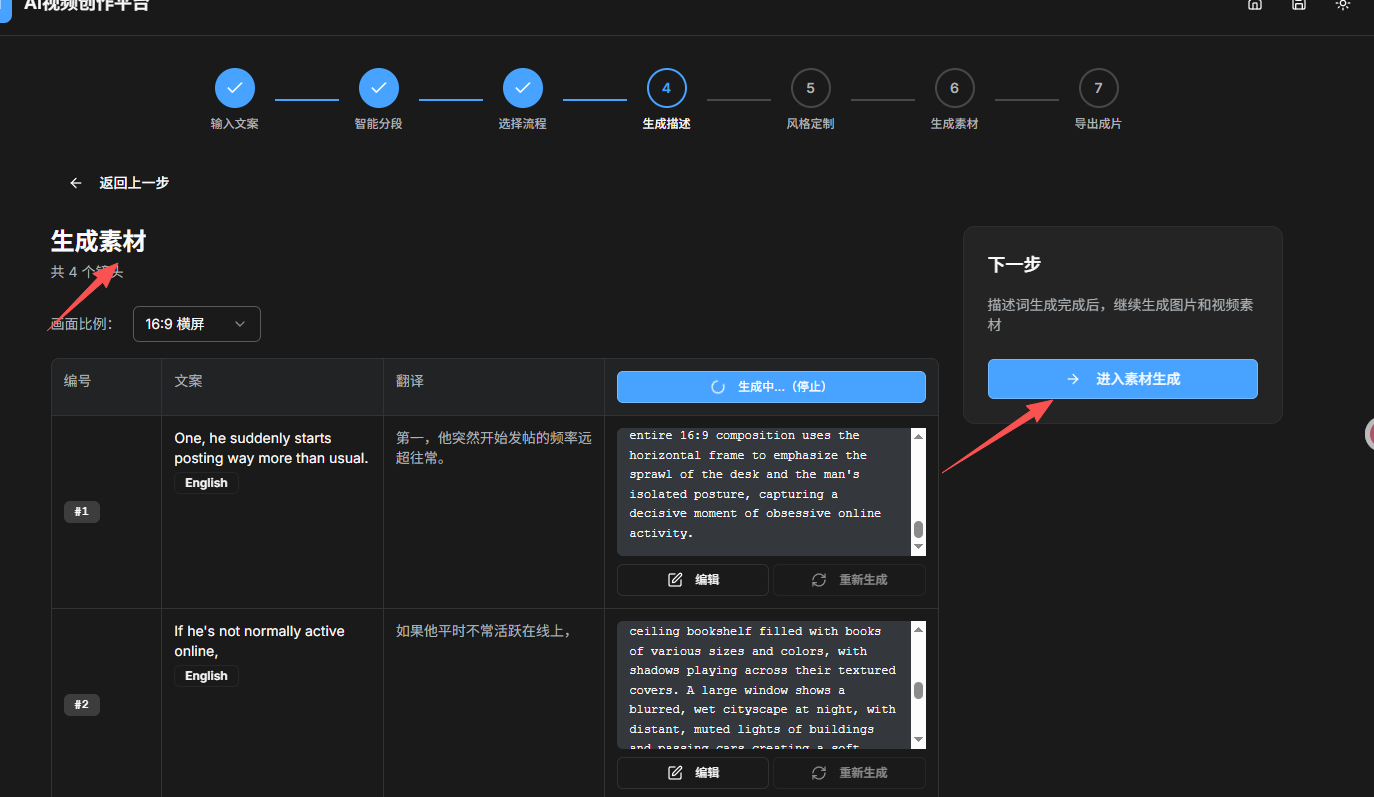 AI视频创作平台
4
5
6
7
输入文案
智能分段
选择流程
生成描述
风格定制
生成素材
导出成片
返回上一步
生成素材
共 4 个镜头
画面比例：
16:9 横屏
编号
文案
翻译
生成中...（停止）
#1
One, he suddenly starts
posting way more than usual.
English
第一，他突然开始发帖的频率远
超往常。
entire 16:9 composition uses the
horizontal frame to emphasize the
sprawl of the desk and the man's
isolated posture, capturing a
decisive moment of obsessive online
activity.
编辑
重新生成
#2
If he's not normally active
online,
English
如果他平时不常活跃在线上，
ceiling bookshelf filled with books
of various sizes and colors, with
shadows playing across their textured
covers. A large window shows a
blurred, wet cityscape at night, with
distant, muted lights of buildings
and passing cars creating a soft
编辑
重新生成
下一步
描述词生成完成后，继续生成图片和视频素
材
进入素材生成